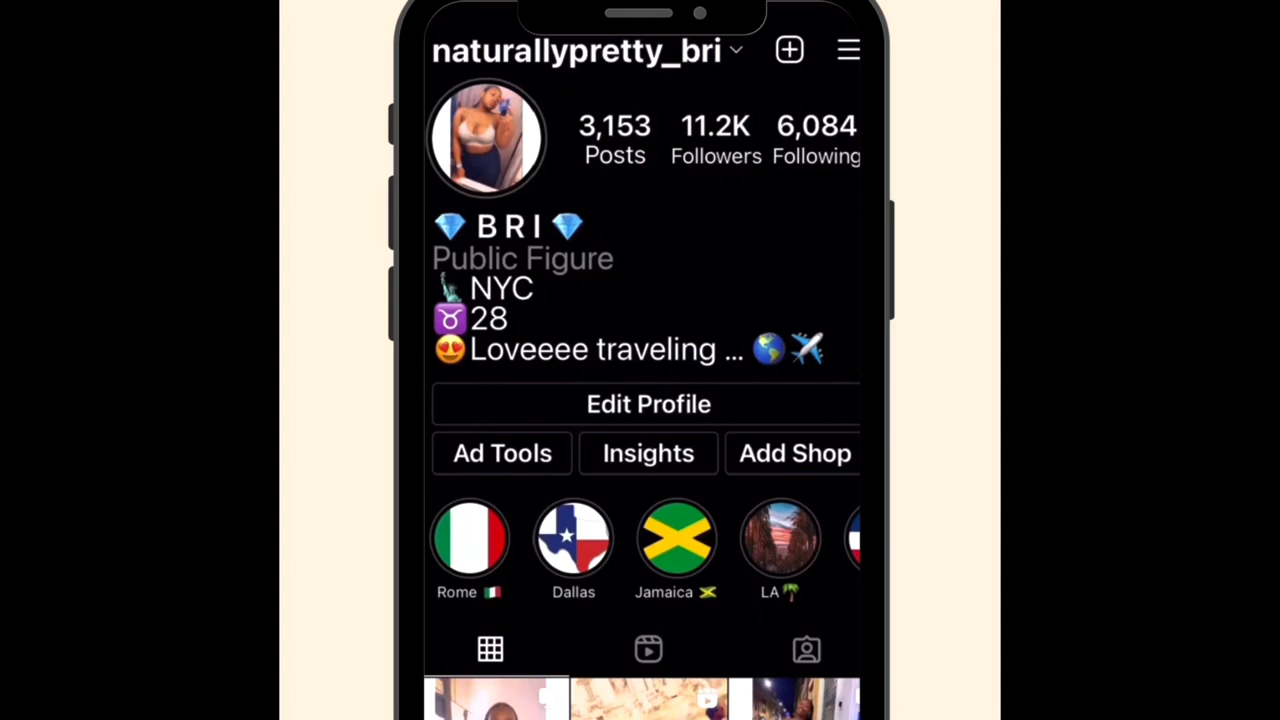 naturallypretty_bri
3,153 11.2K 6,084
Posts Followers Following
💎 B R I 💎
Public Figure
🗽NYC
♉28
😍Loveeee traveling ... 🌎✈️
Edit Profile
Ad Tools Insights Add Shop
Rome 🇮🇹 Dallas Jamaica 🇯🇲 LA🌴